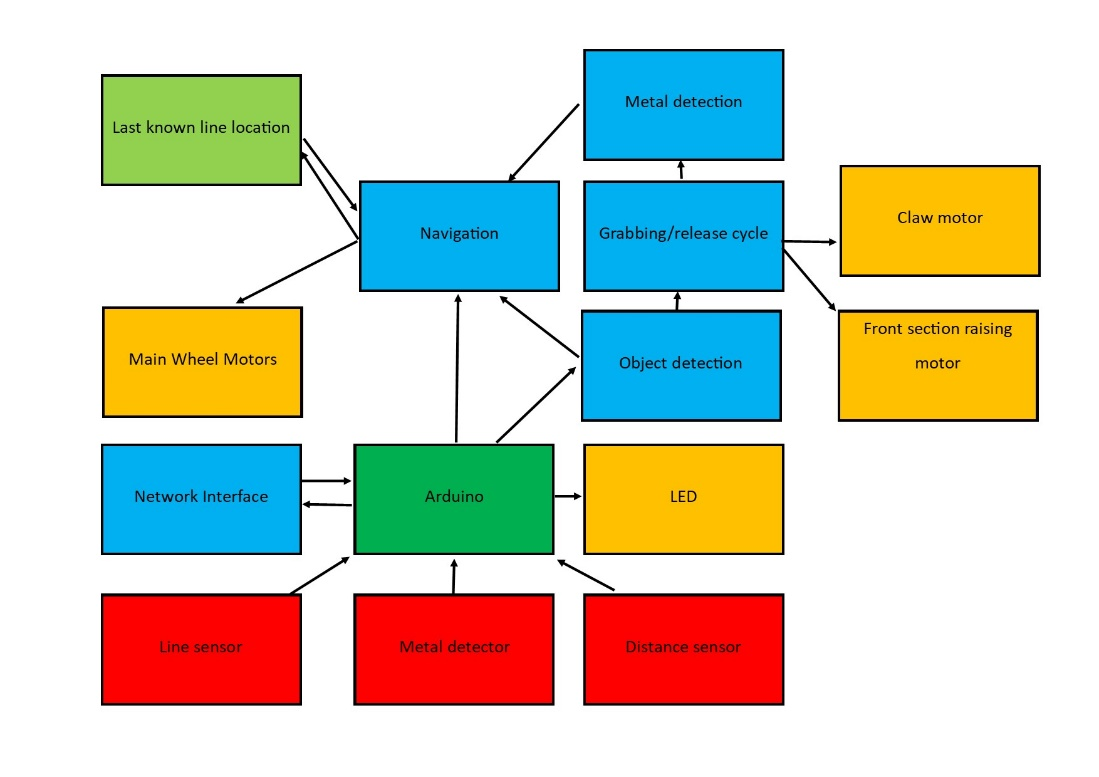 Metal detection
Last known line location
Claw motor
Navigation
Grabbing/release cycle
Front section raising
motor
Main Wheel Motors
Object detection
Network Interface
Arduino
LED
Line sensor
Metal detector
Distance sensor